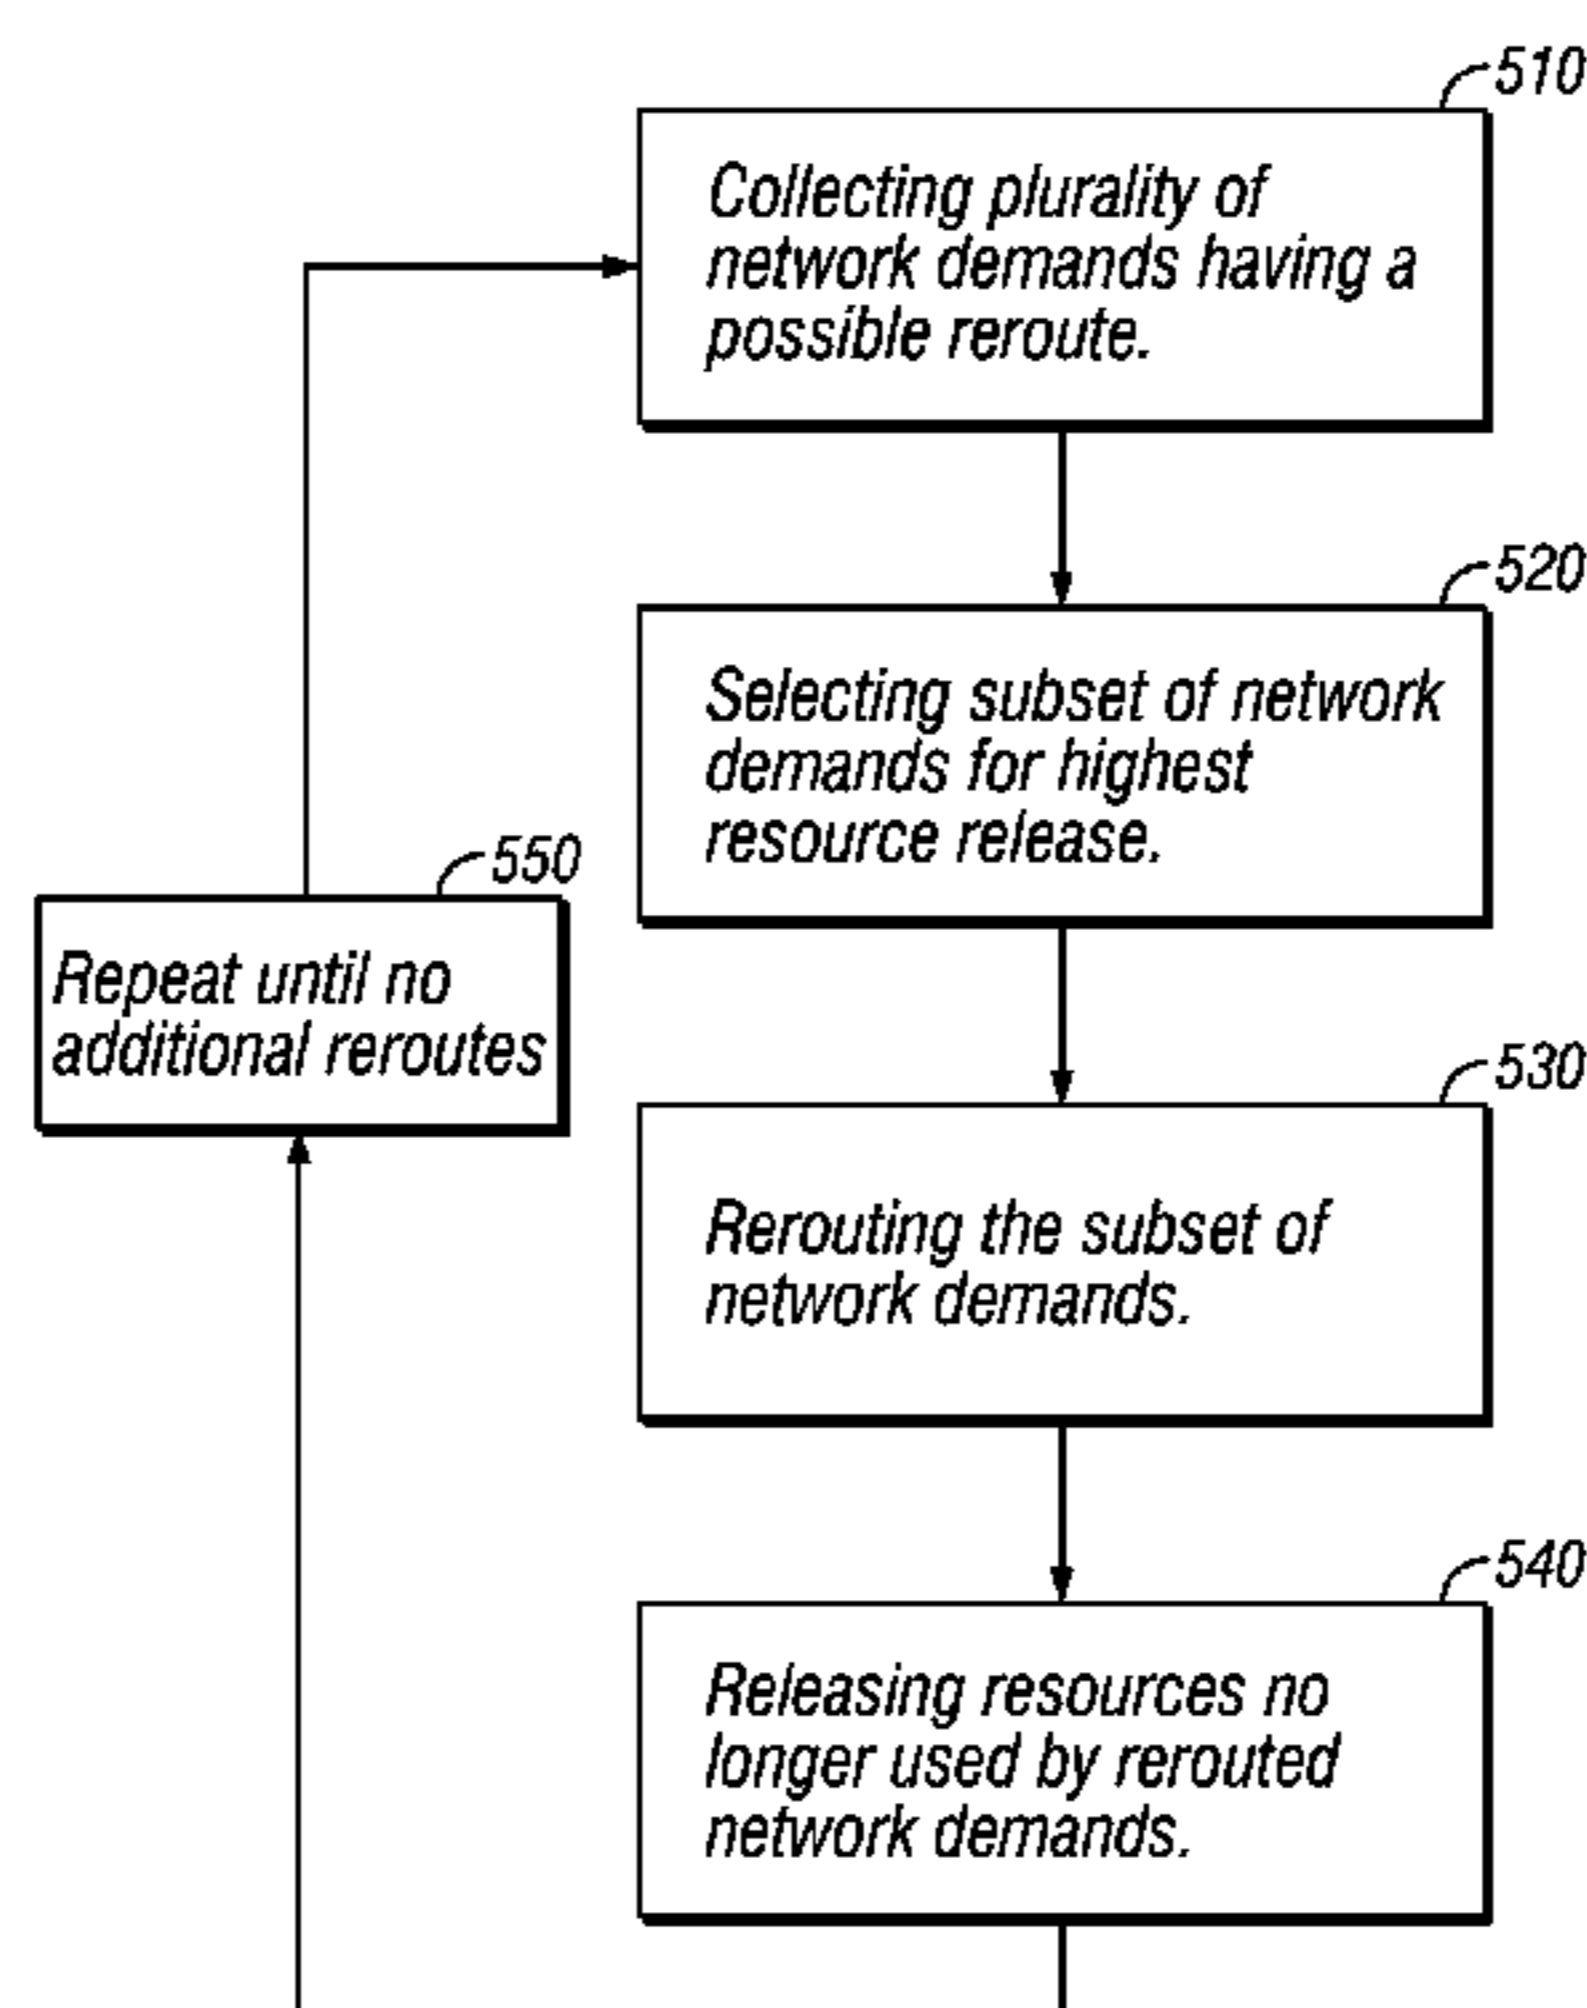 510
Collecting plurality of
network demands having a
possible reroute.
520
Selecting subset of network
demands for highest
resource release.
550
Repeat until no
additional reroutes
530
Rerouting the subset of
network demands.
540
Releasing resources no
longer used by rerouted
network demands.